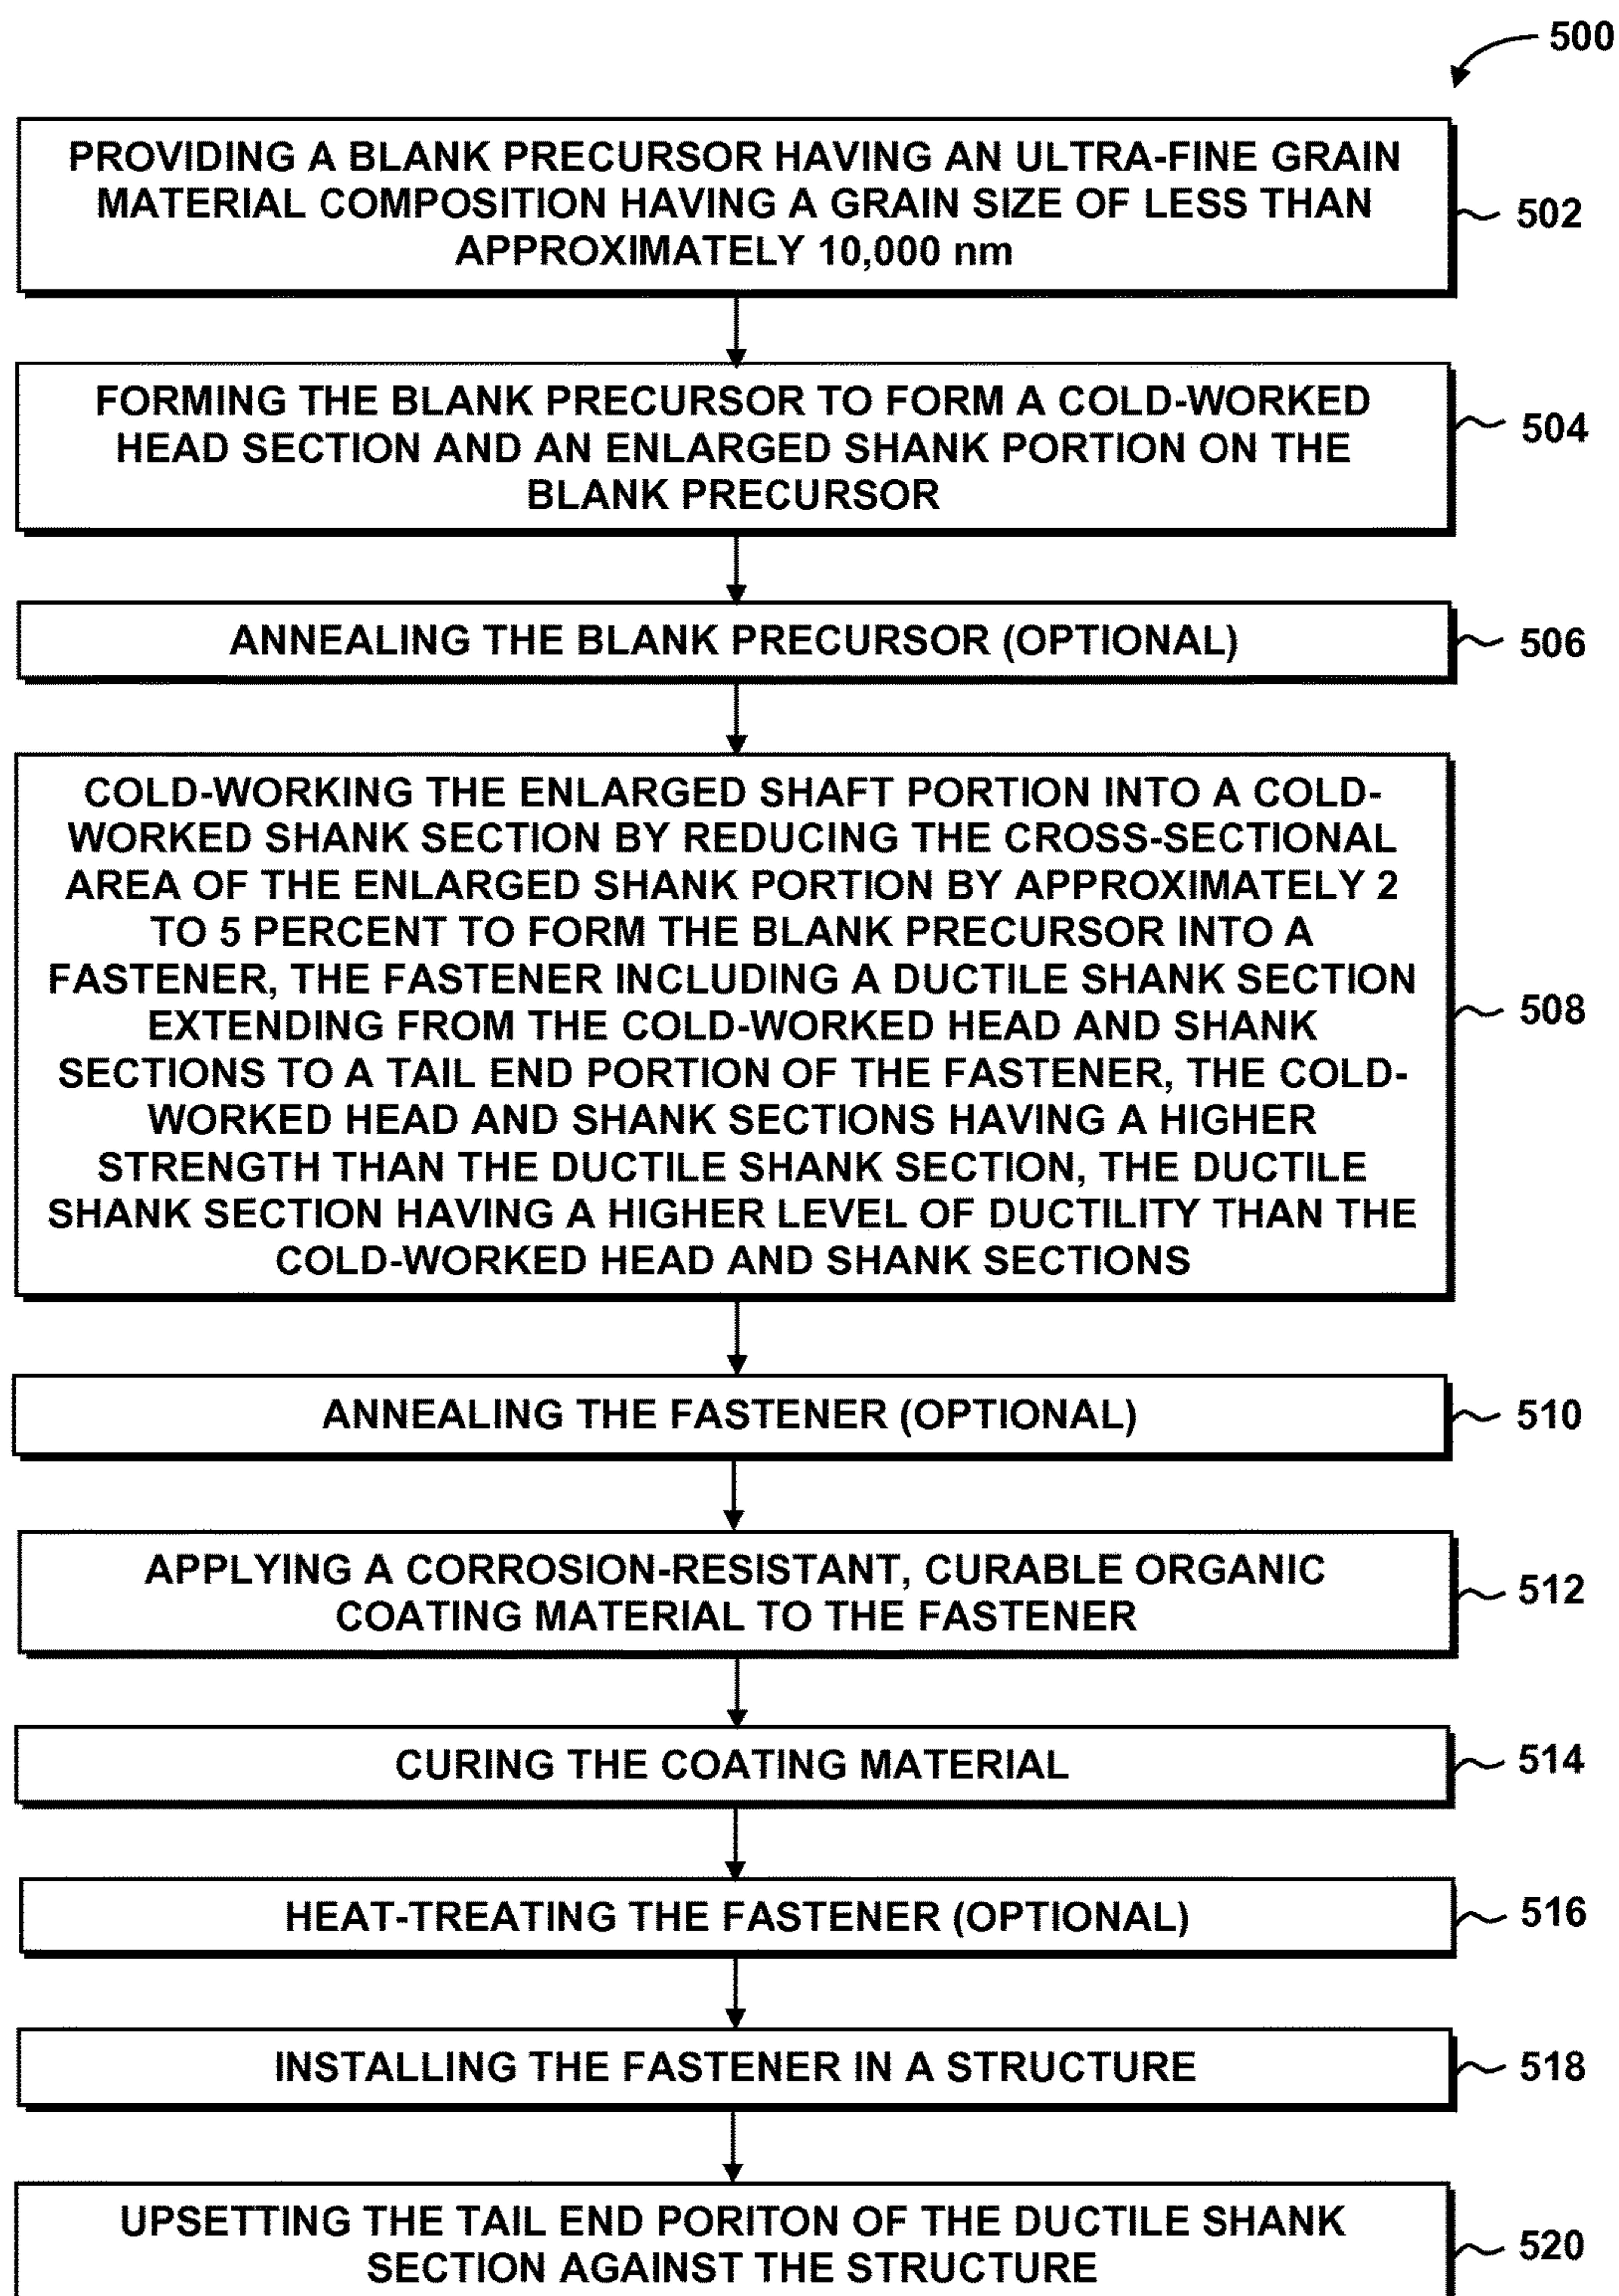 500
PROVIDING A BLANK PRECURSOR HAVING AN ULTRA-FINE GRAIN
MATERIAL COMPOSITION HAVING A GRAIN SIZE OF LESS THAN
APPROXIMATELY 10,000 nm
502
FORMING THE BLANK PRECURSOR TO FORM A COLD-WORKED
HEAD SECTION AND AN ENLARGED SHANK PORTION ON THE
BLANK PRECURSOR
504
ANNEALING THE BLANK PRECURSOR (OPTIONAL)
506
COLD-WORKING THE ENLARGED SHAFT PORTION INTO A COLD-
WORKED SHANK SECTION BY REDUCING THE CROSS-SECTIONAL
AREA OF THE ENLARGED SHANK PORTION BY APPROXIMATELY 2
TO 5 PERCENT TO FORM THE BLANK PRECURSOR INTO A
FASTENER, THE FASTENER INCLUDING A DUCTILE SHANK SECTION
EXTENDING FROM THE COLD-WORKED HEAD AND SHANK
SECTIONS TO A TAIL END PORTION OF THE FASTENER, THE COLD-
WORKED HEAD AND SHANK SECTIONS HAVING A HIGHER
STRENGTH THAN THE DUCTILE SHANK SECTION, THE DUCTILE
SHANK SECTION HAVING A HIGHER LEVEL OF DUCTILITY THAN THE
COLD-WORKED HEAD AND SHANK SECTIONS
508
ANNEALING THE FASTENER (OPTIONAL)
510
APPLYING A CORROSION-RESISTANT, CURABLE ORGANIC
COATING MATERIAL TO THE FASTENER
512
CURING THE COATING MATERIAL
514
HEAT-TREATING THE FASTENER (OPTIONAL)
516
INSTALLING THE FASTENER IN A STRUCTURE
518
UPSETTING THE TAIL END PORITON OF THE DUCTILE SHANK
SECTION AGAINST THE STRUCTURE
520